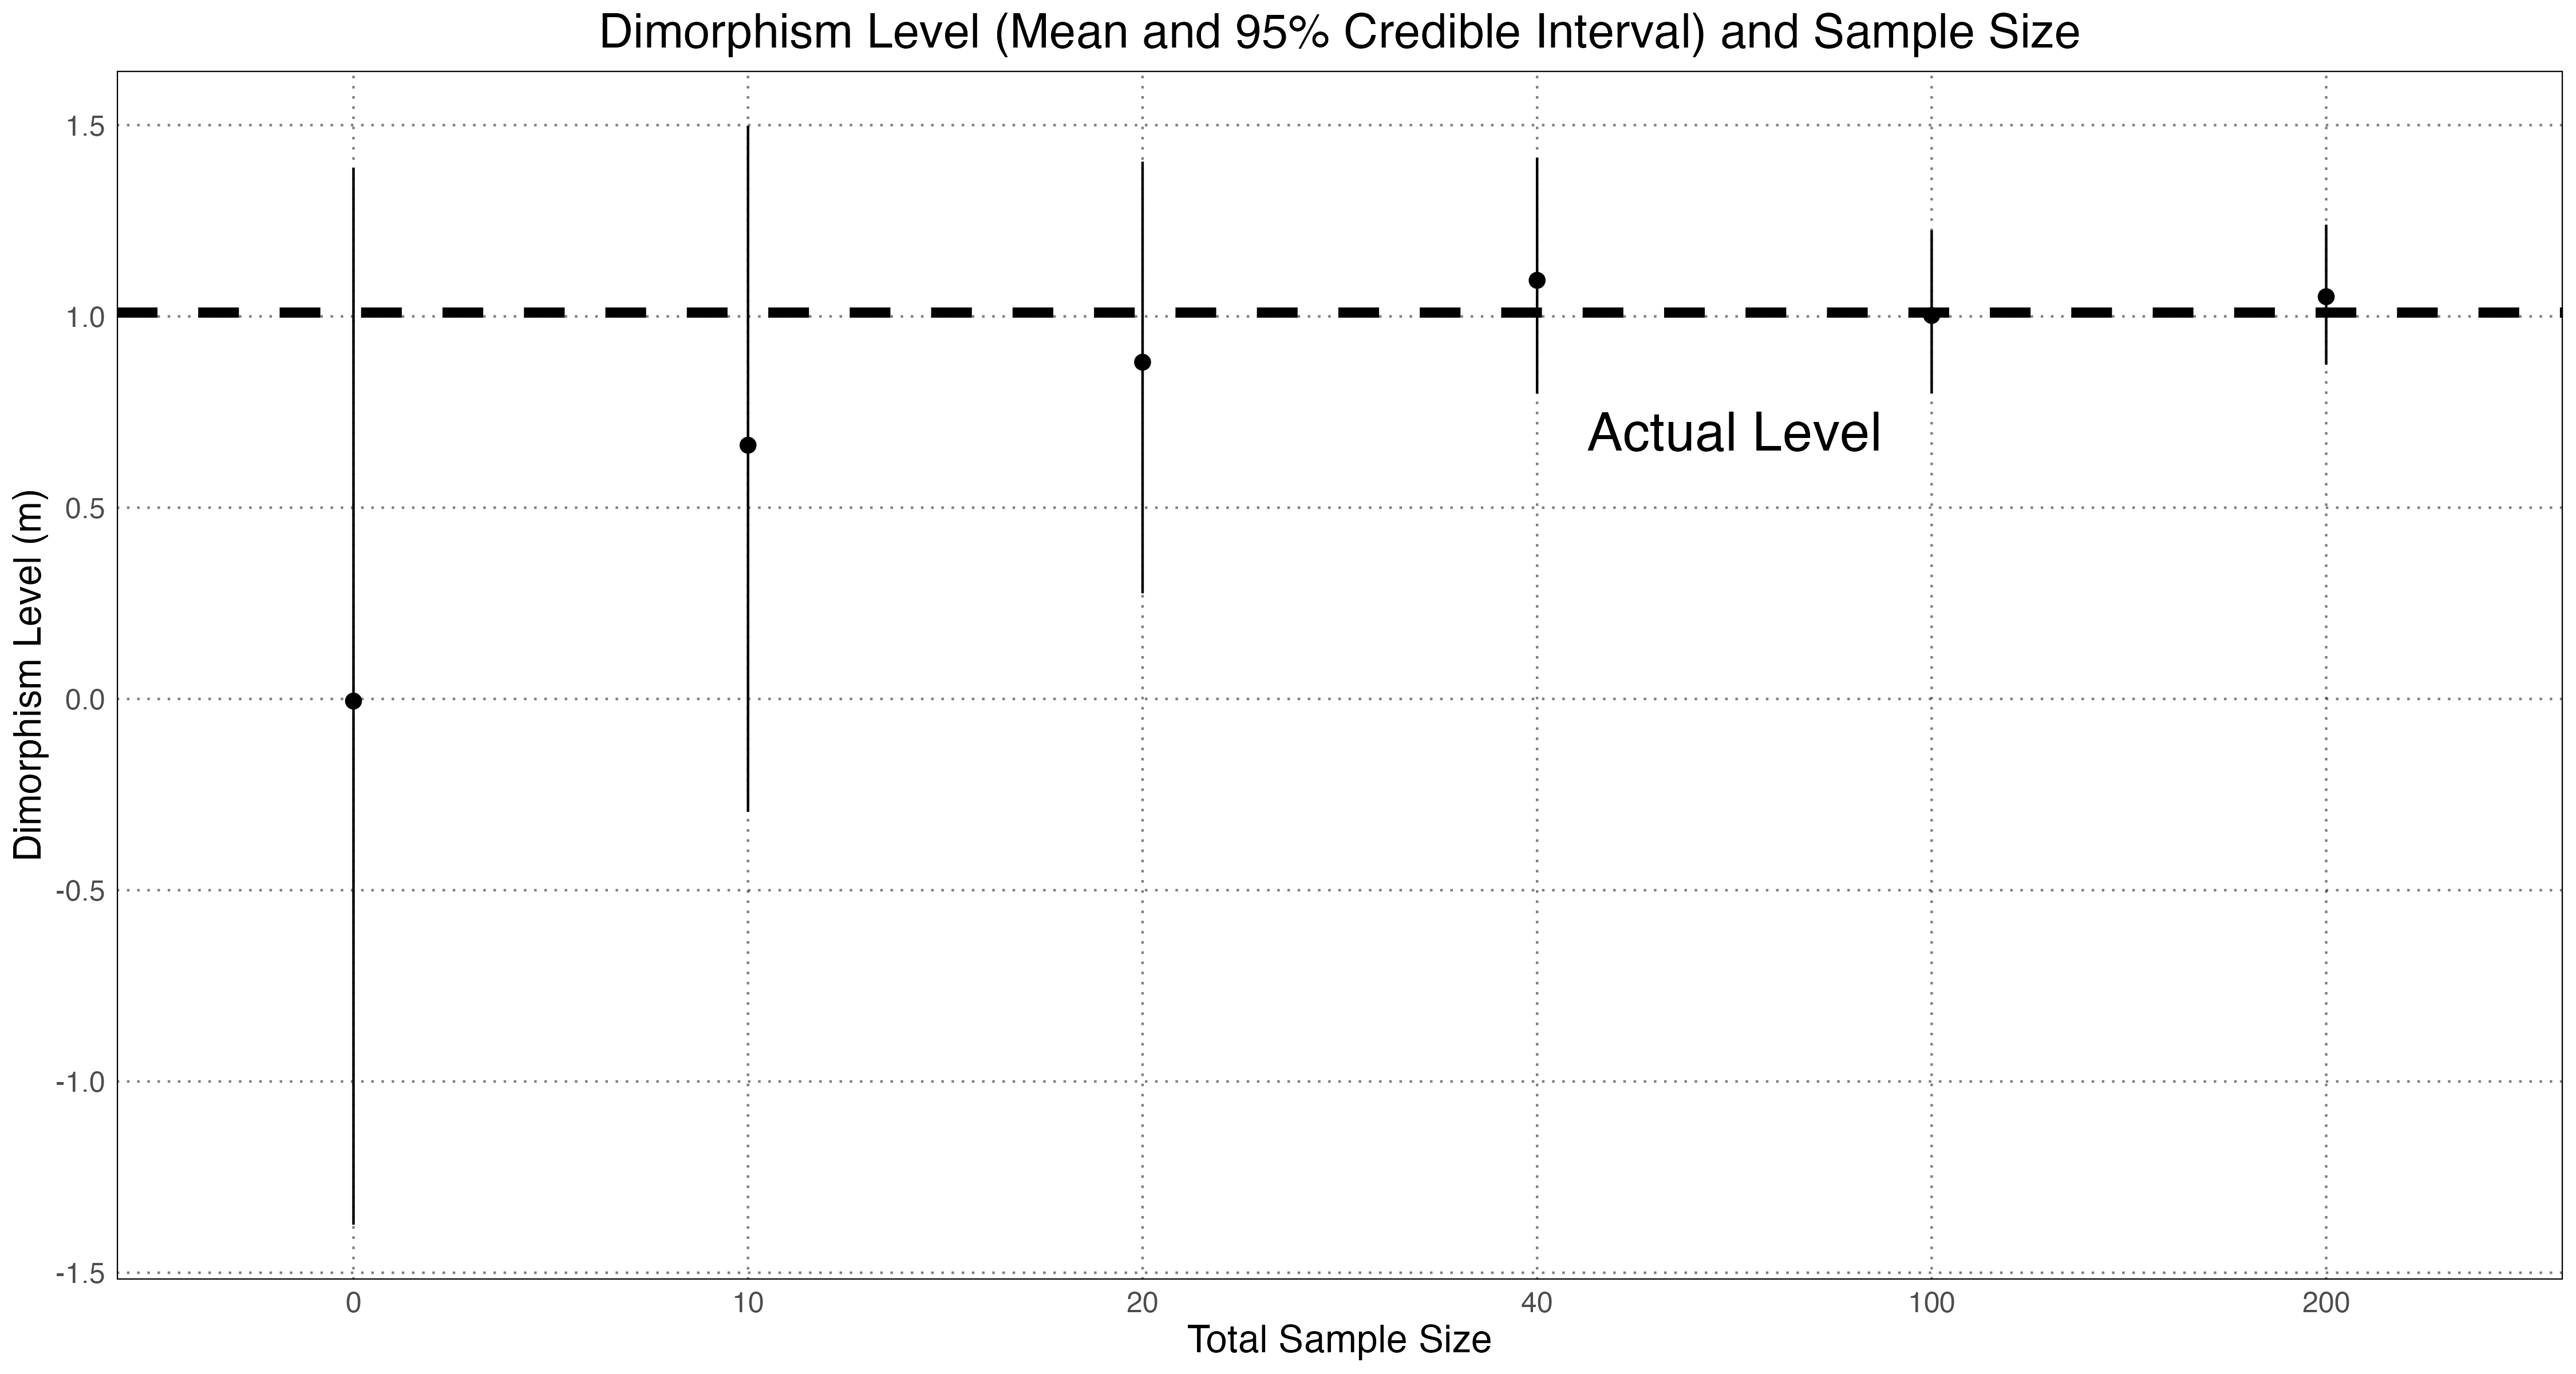 Dimorphism Level (Mean and 95% Credible Interval) and Sample Size
Dimorphism Level (m)
1.5
1.0
0.5
0.0
-0.5
-1.0
-1.5
Actual Level
0 10 20 40 100 200
Total Sample Size